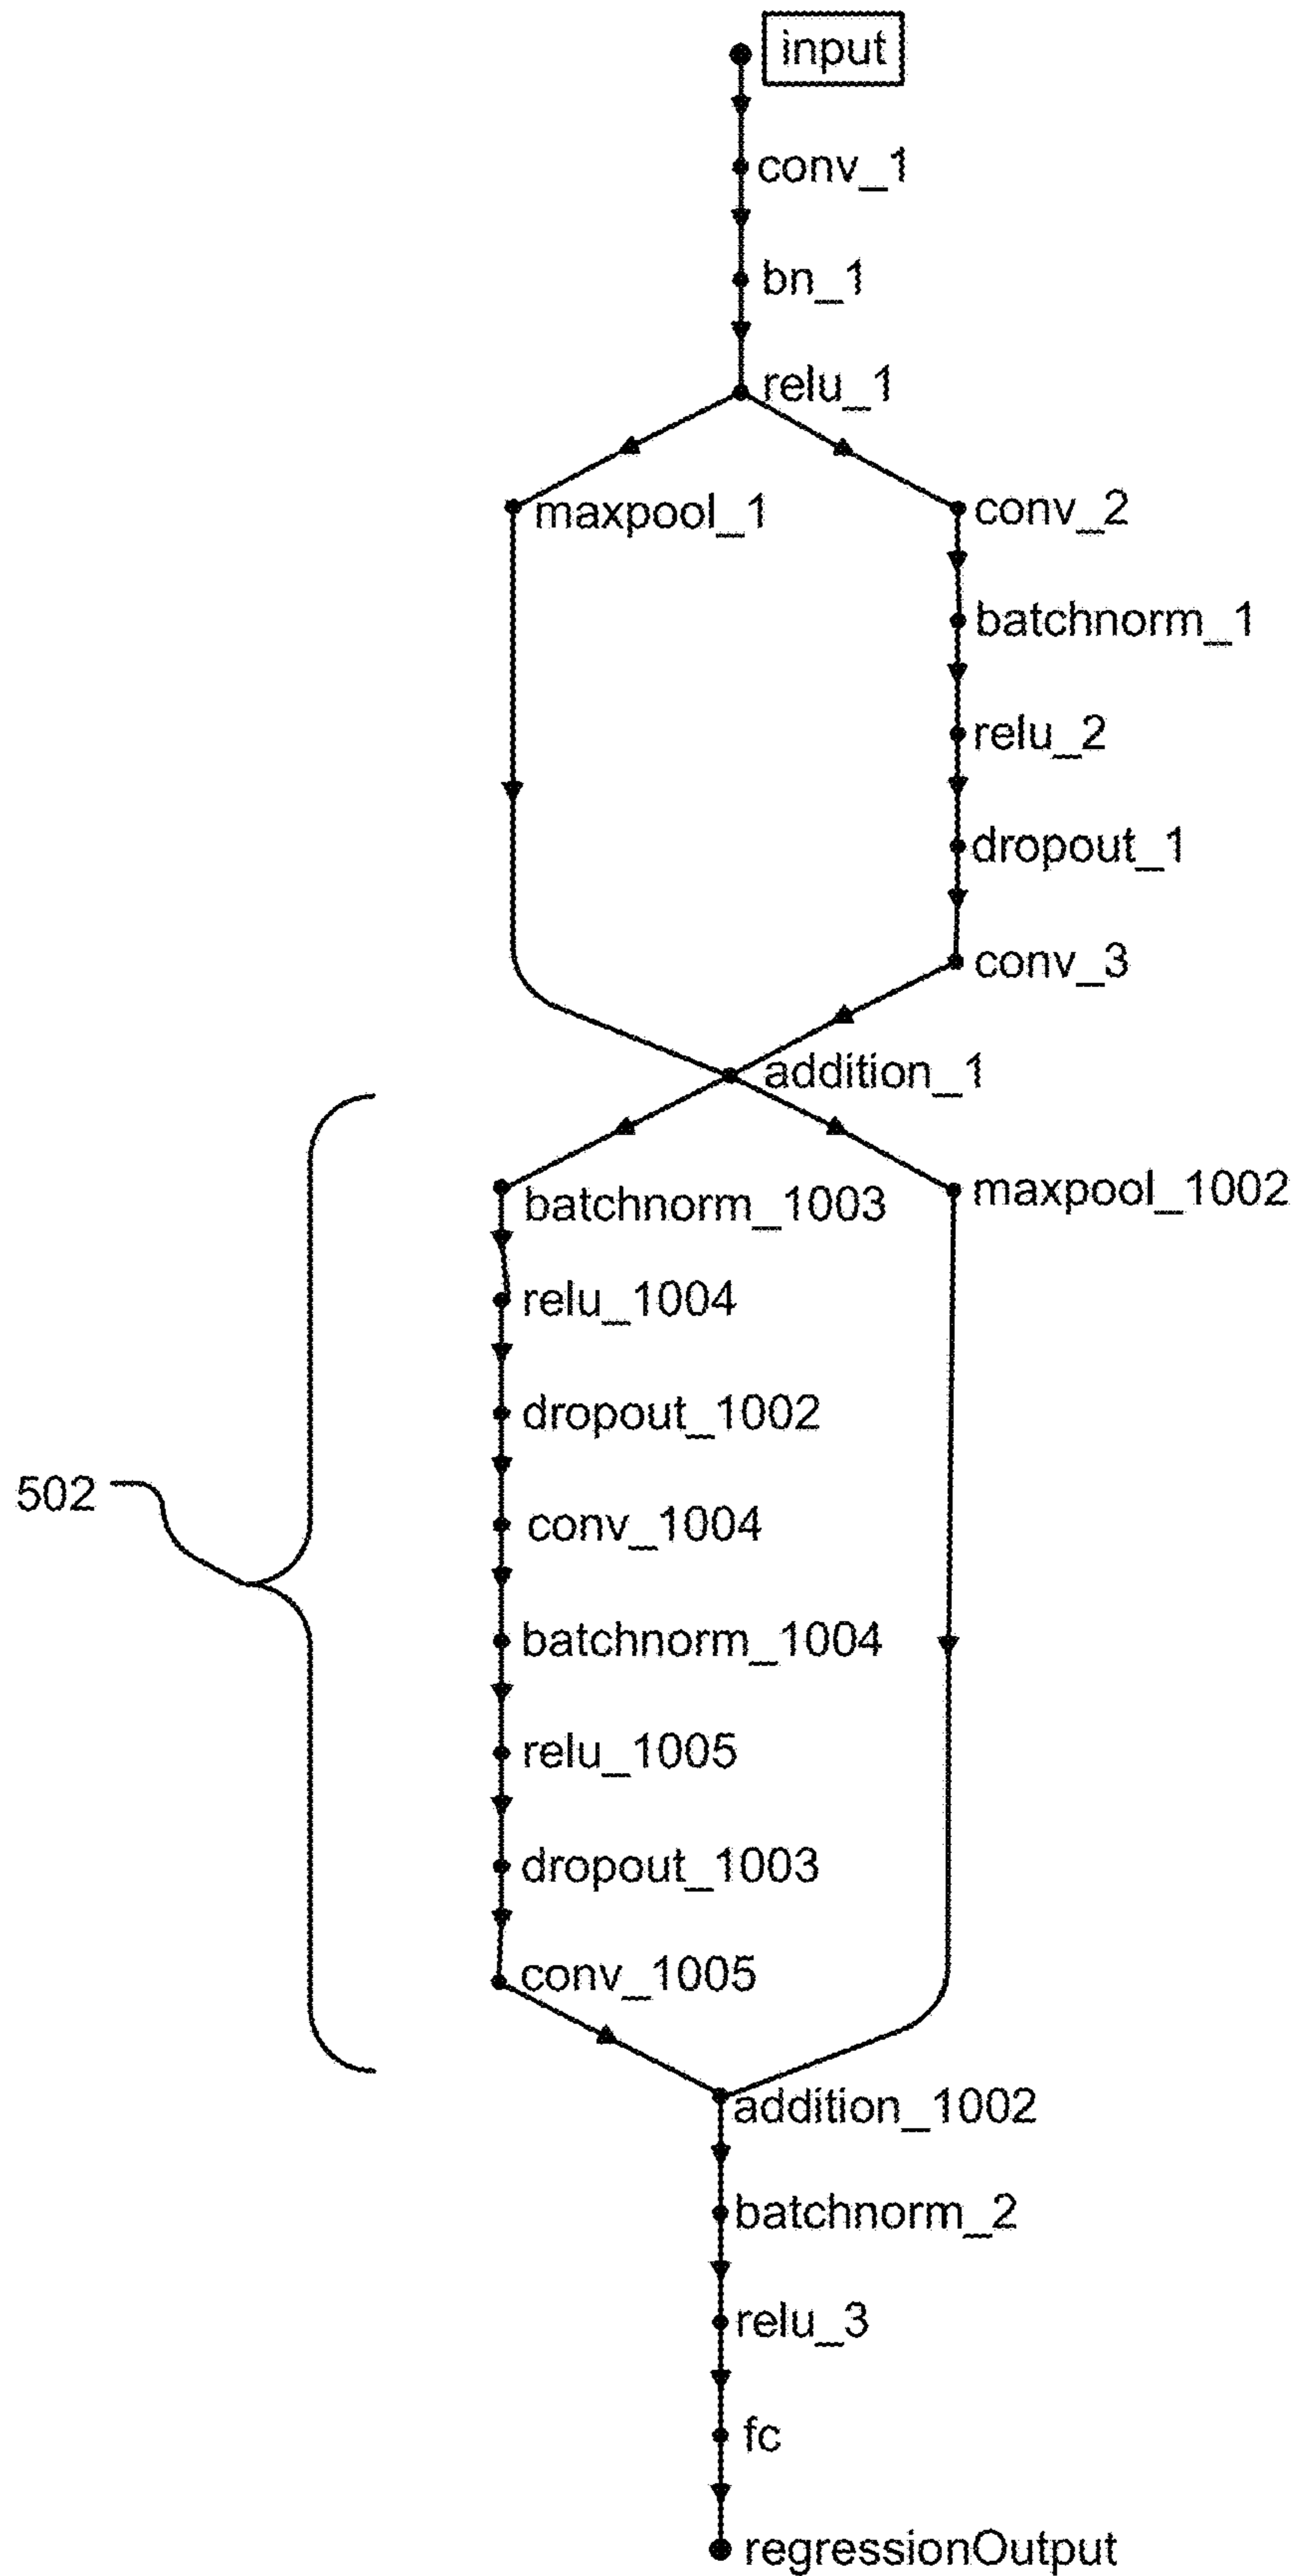 input
conv_1
bn_1
relu_1
maxpool_1
conv_2
batchnorm_1
relu_2
dropout_1
conv_3
addition_1
batchnorm_1003
maxpool_1002
relu_1004
dropout_1002
502
conv_1004
batchnorm_1004
relu_1005
dropout_1003
conv_1005
addition_1002
batchnorm_2
relu_3
fc
regressionOutput